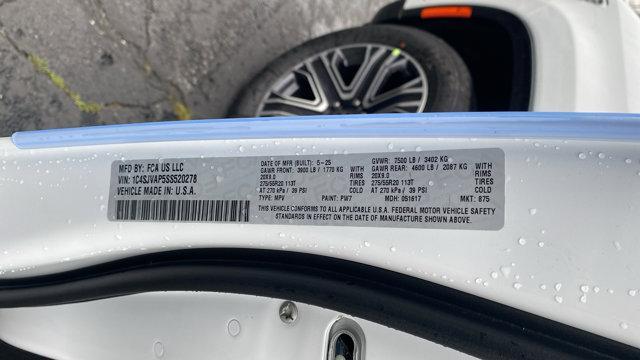 MFD BY: FCA US LLC
VIN: 1C4SJVAP5SS520278
VEHICLE MADE IN U.S.A.
DATE OF MFR (BUILT): 5-25 GVWR: 7500 LB / 3402 KG
GAWR FRONT: 3900 LB / 1770 KG WITH GAWR REAR: 4600 LB / 2087 KG WITH
20X9.0 RIMS 20X9.0 RIMS
275/55R20 113T TIRES 275/55R20 113T TIRES
AT 270 kPa / 39 PSI COLD AT 270 kPa / 39 PSI COLD
TYPE: MPV PAINT: PW7 MDH: 051617 MKT: 875
THIS VEHICLE CONFORMS TO ALL APPLICABLE U.S.A. FEDERAL MOTOR VEHICLE SAFETY
STANDARDS IN EFFECT ON THE DATE OF MANUFACTURE SHOWN ABOVE.